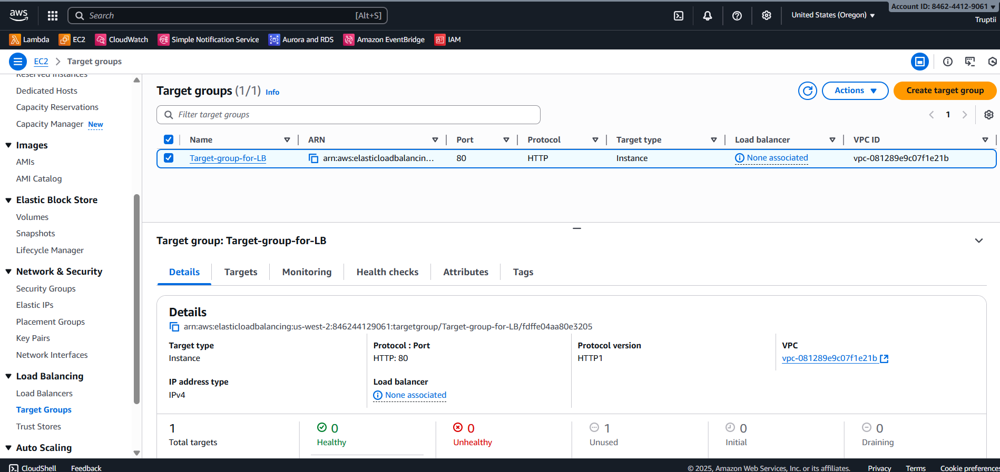 aws
Search [Alt+S]
United States (Oregon)
Account ID: 8462-4412-9061
Truptii
Lambda EC2 CloudWatch Simple Notification Service Aurora and RDS Amazon EventBridge IAM
EC2 Target groups
Reserved Instances
Dedicated Hosts
Capacity Reservations
Capacity Manager New
Images
AMIs
AMI Catalog
Elastic Block Store
Volumes
Snapshots
Lifecycle Manager
Network & Security
Security Groups
Elastic IPs
Placement Groups
Key Pairs
Network Interfaces
Load Balancing
Load Balancers
Target Groups
Trust Stores
Auto Scaling
Target groups (1/1) Info
Actions
Create target group
Filter target groups
1
Name ARN Port Protocol Target type Load balancer VPC ID
Target-group-for-LB arn:aws:elasticloadbalancin... 80 HTTP Instance None associated vpc-081289e9c07f1e21b
Target group: Target-group-for-LB
Details Targets Monitoring Health checks Attributes Tags
Details
arn:aws:elasticloadbalancing:us-west-2:846244129061:targetgroup/Target-group-for-LB/fdffe04aa80e3205
Target type Protocol : Port Protocol version VPC
Instance HTTP: 80 HTTP1 vpc-081289e9c07f1e21b
IP address type Load balancer
IPv4 None associated
1 0 0 1 0 0
Total targets Healthy Unhealthy Unused Initial Draining
CloudShell Feedback © 2025, Amazon Web Services, Inc. or its affiliates. Privacy Terms Cookie preferences